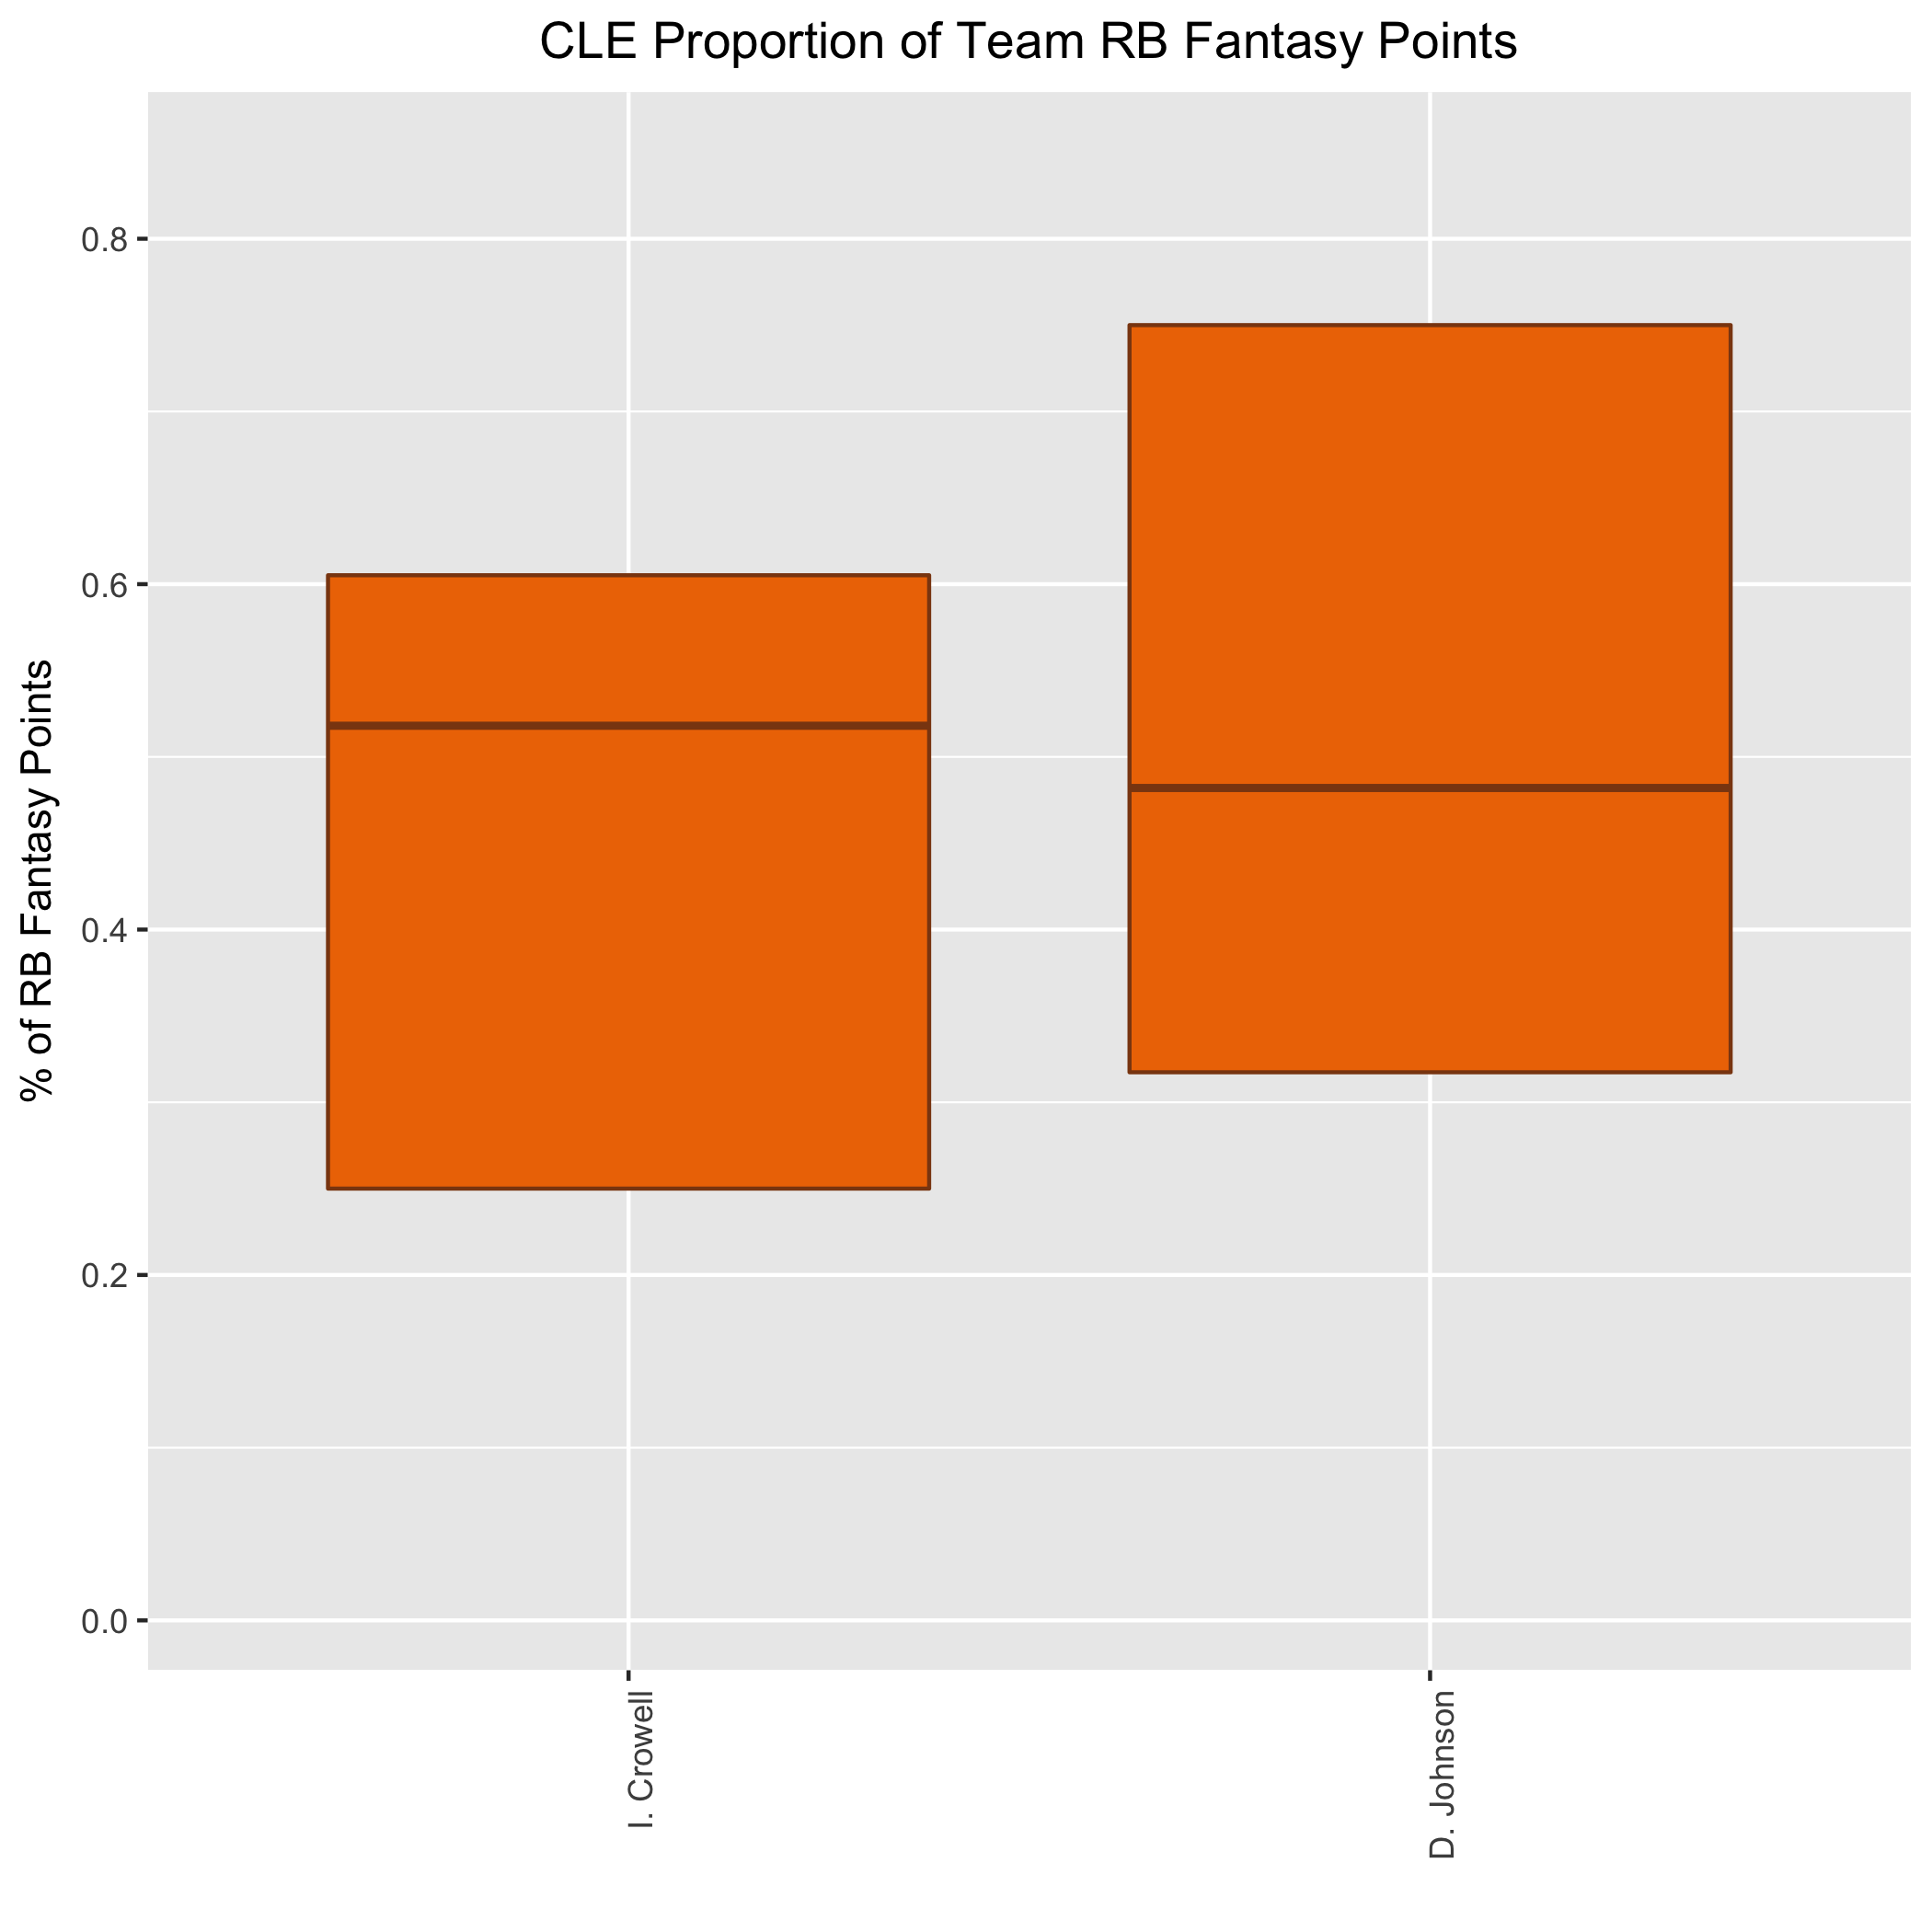 CLE Proportion of Team RB Fantasy Points
% of RB Fantasy Points
0.8
0.6
0.4
0.2
0.0
I. Crowell
D. Johnson